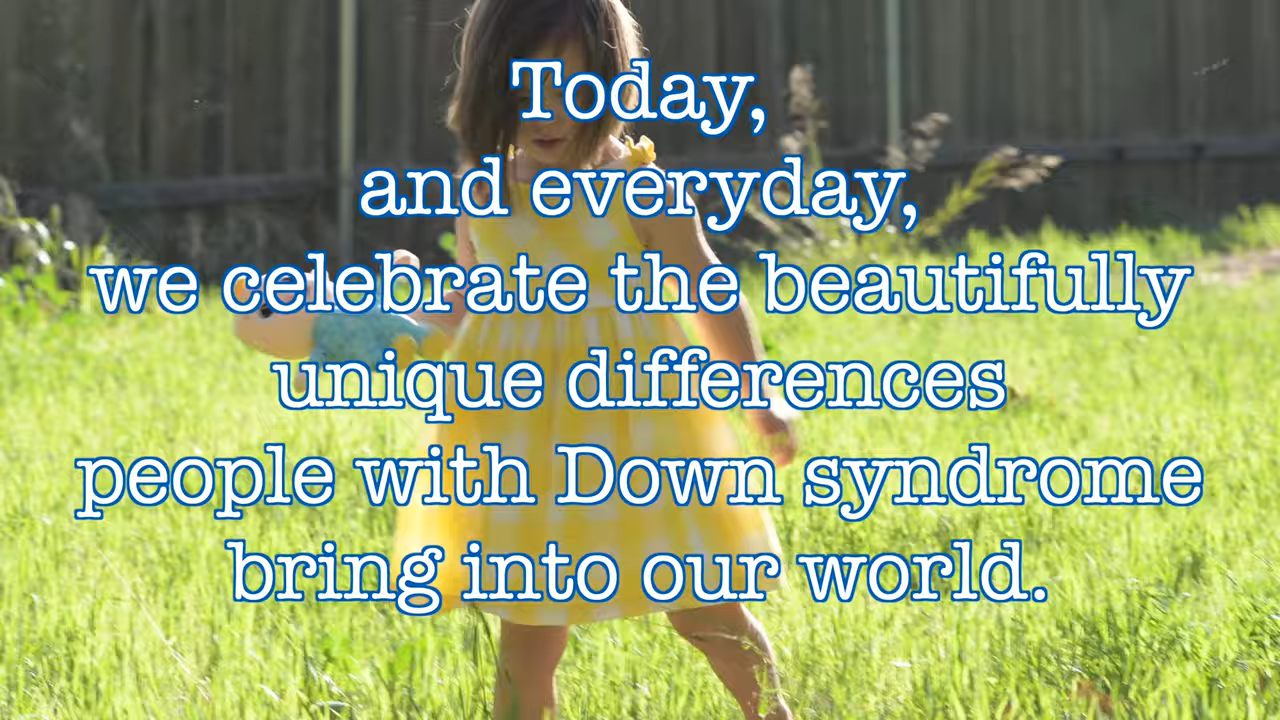 Today,
and everyday,
we celebrate the beautifully
unique differences
people with Down syndrome
bring into our world.